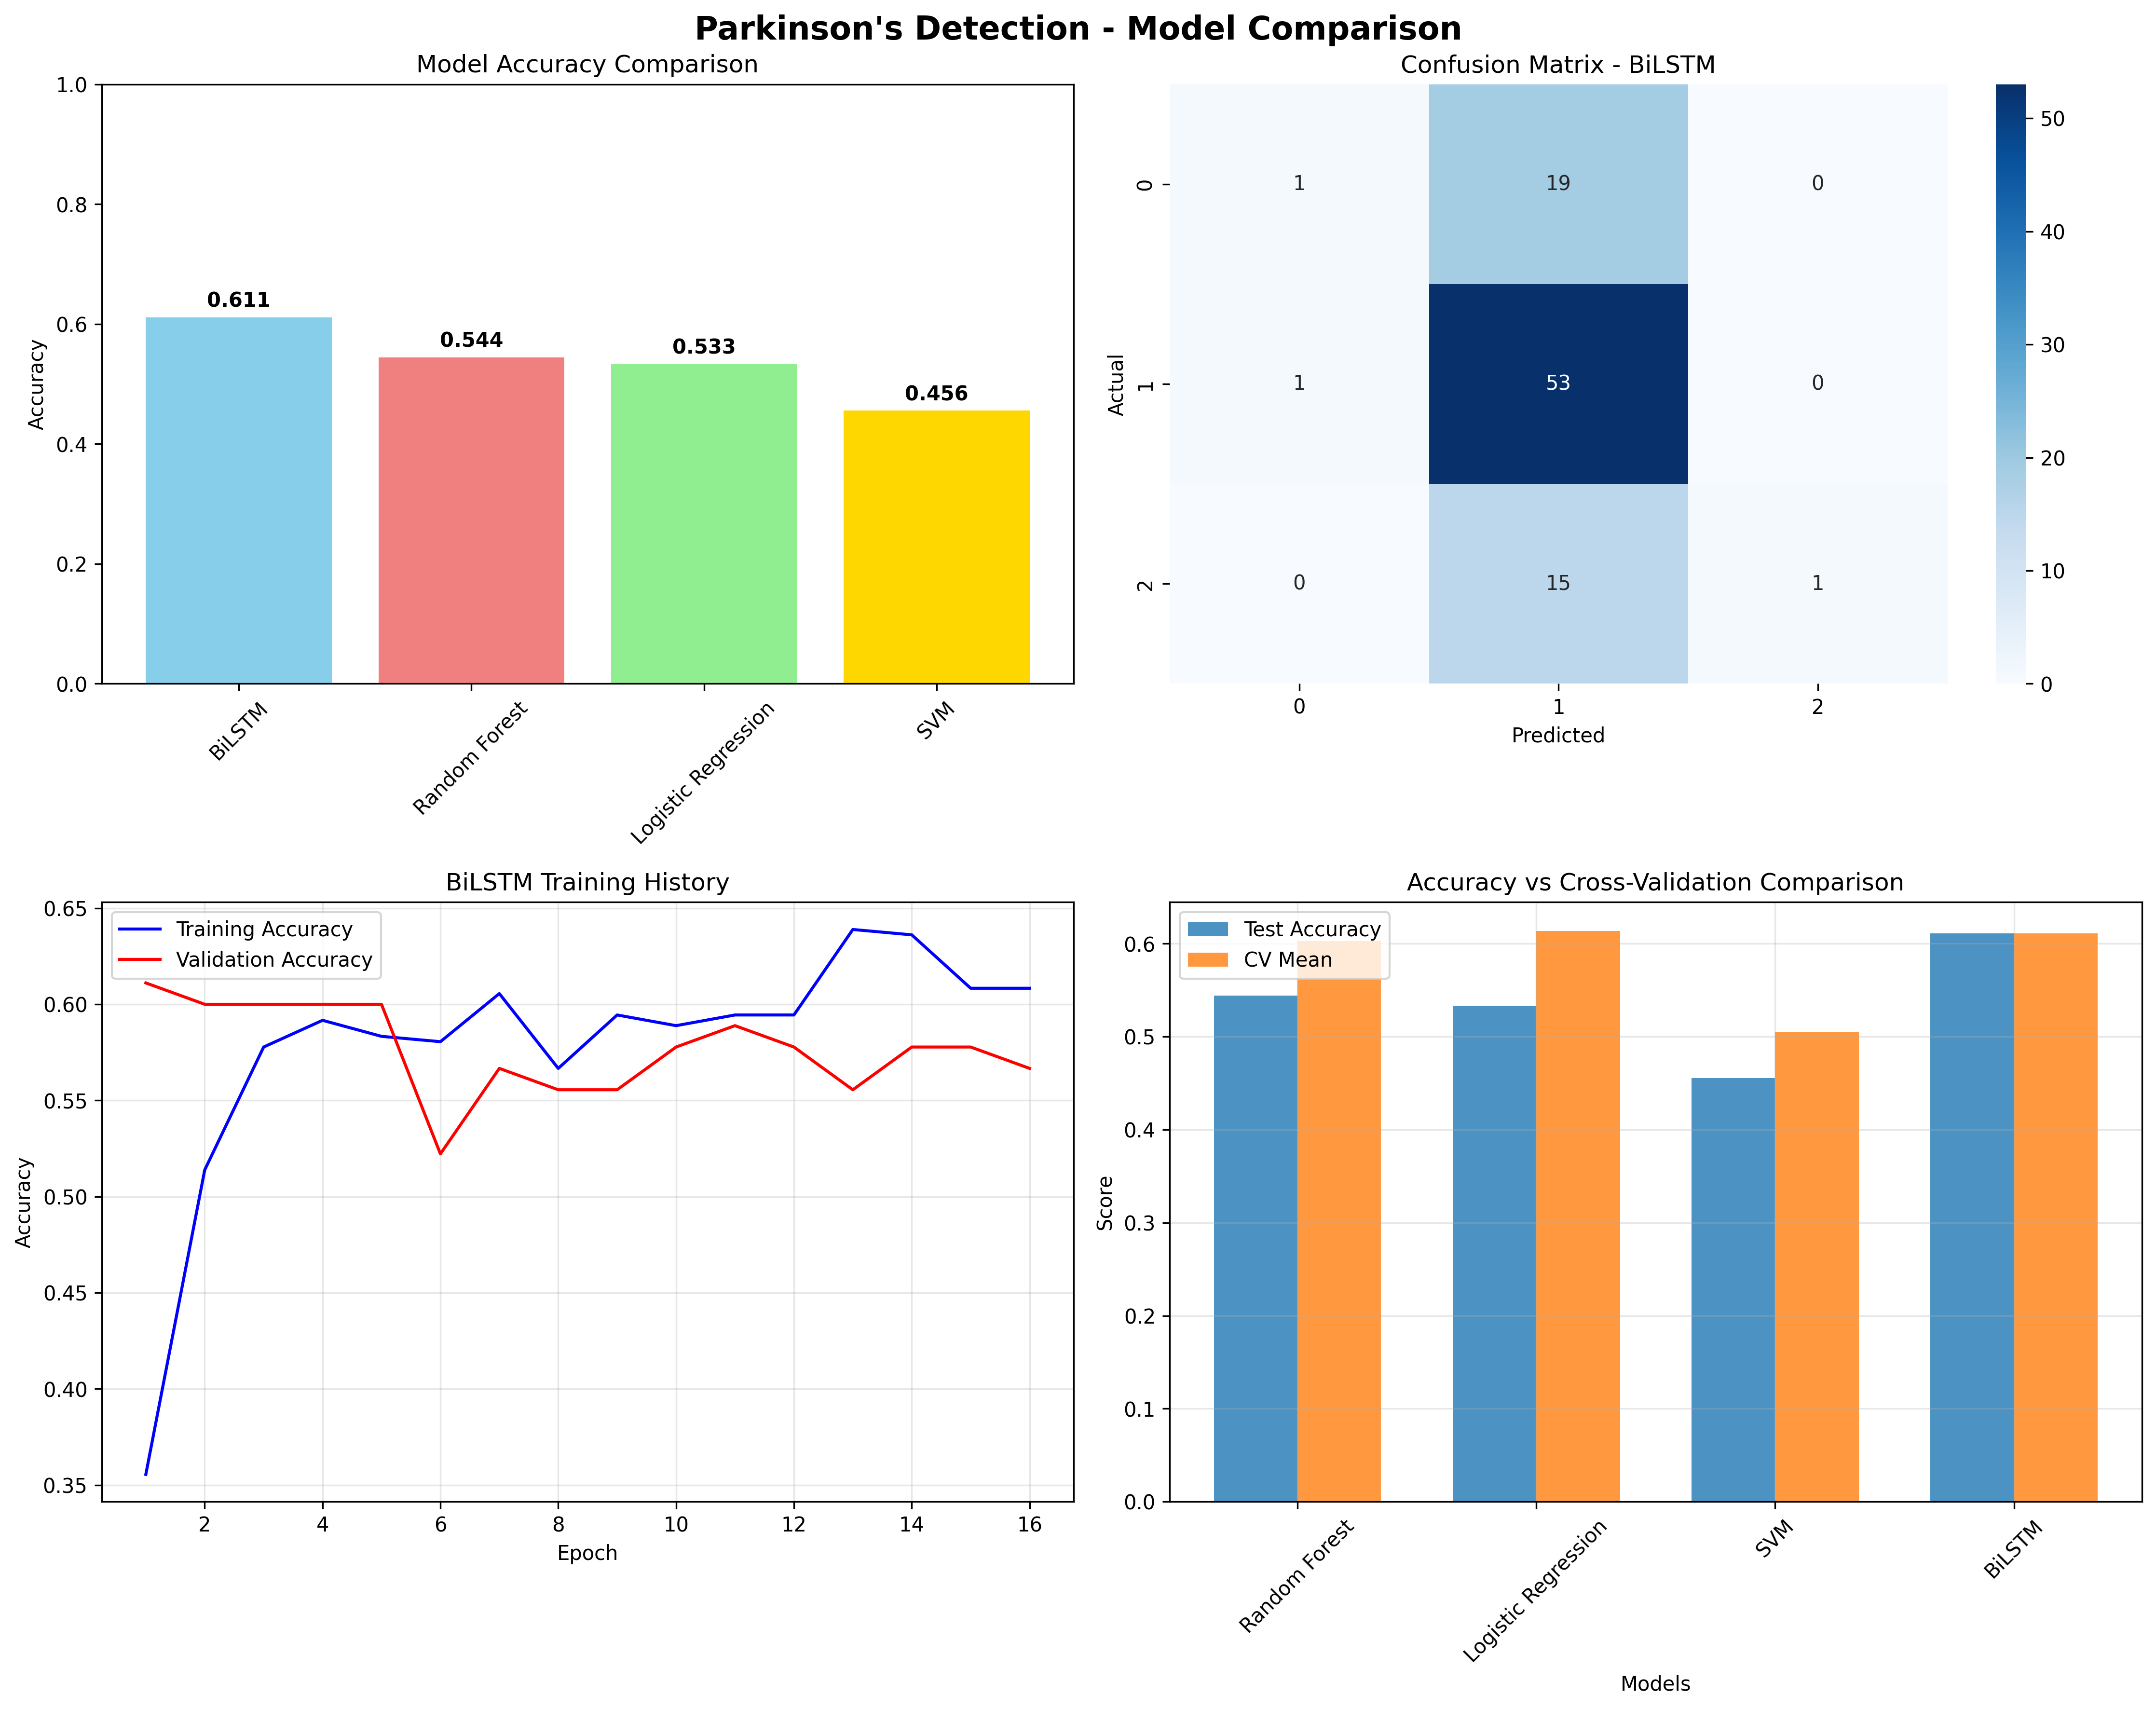 Parkinson's Detection - Model Comparison
Model Accuracy Comparison
1.0
0.8
0.6
0.4
0.2
0.0
Accuracy
0.611
0.544
0.533
0.456
BiLSTM
Random Forest
Logistic Regression
SVM
Confusion Matrix - BiLSTM
0
1
2
Actual
1 19 0
1 53 0
0 15 1
0 1 2
Predicted
50
40
30
20
10
0
BiLSTM Training History
Training Accuracy
Validation Accuracy
0.65
0.60
0.55
0.50
0.45
0.40
0.35
Accuracy
2 4 6 8 10 12 14 16
Epoch
Accuracy vs Cross-Validation Comparison
Test Accuracy
CV Mean
0.6
0.5
0.4
0.3
0.2
0.1
0.0
Score
Random Forest
Logistic Regression
SVM
BiLSTM
Models